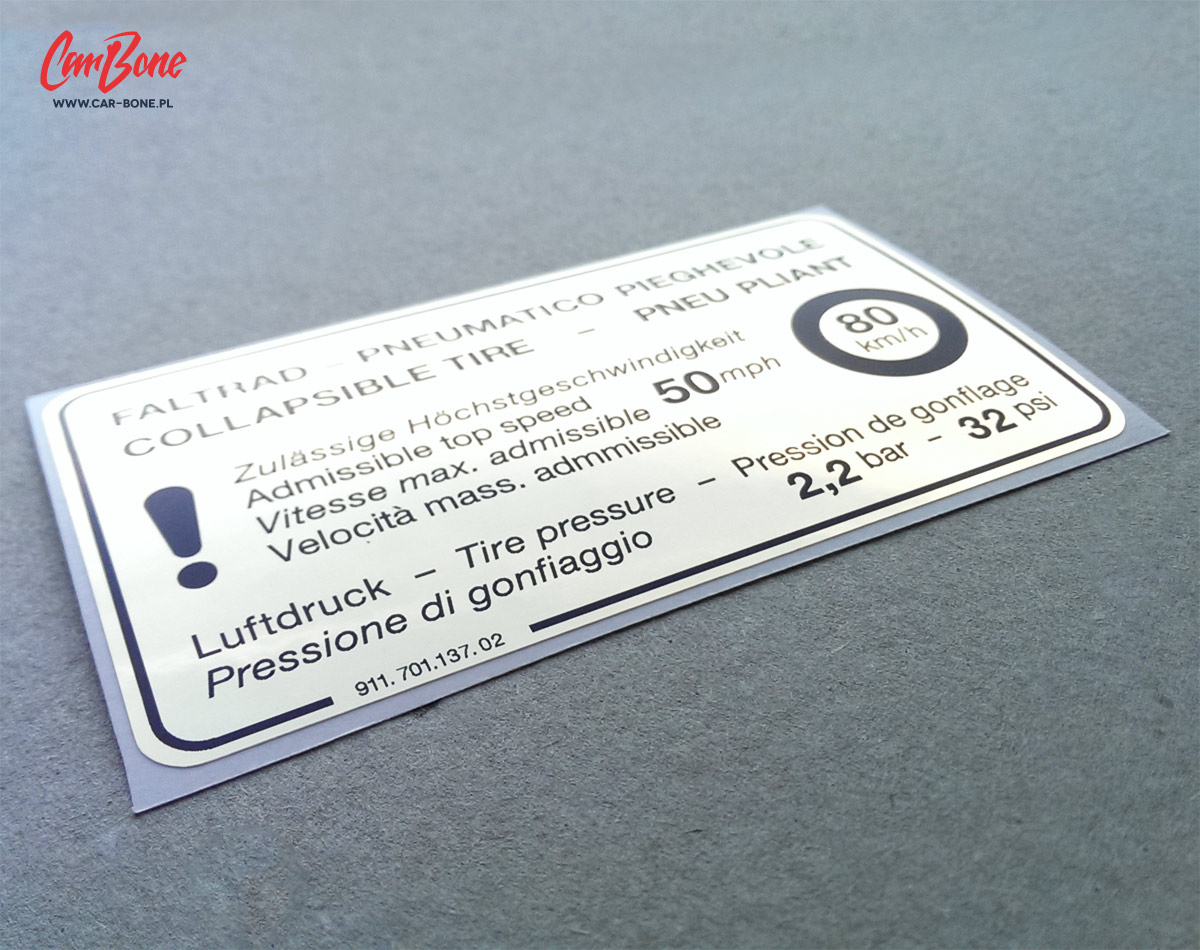 CarBone
WWW.CAR-BONE.PL
FALTRAD – PNEUMATICO PIEGHEVOLE
COLLAPSIBLE TIRE – PNEU PLIANT
Zulässige Höchstgeschwindigkeit
Admissible top speed
Vitesse max. admissible 50 mph
Velocità mass. admmissible
80
km/h
!
Luftdruck – Tire pressure – Pression de gonflage
Pressione di gonfiaggio 2,2 bar – 32 psi
911.701.137.02